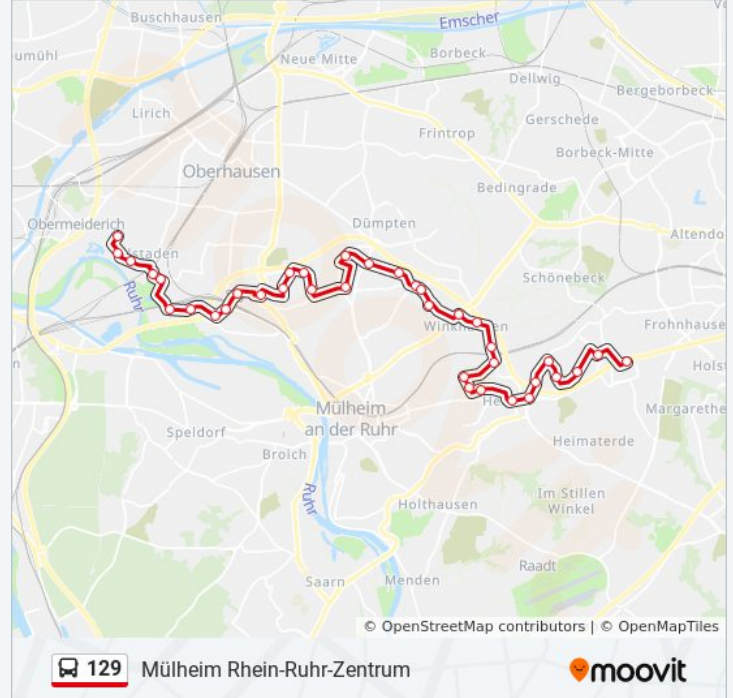 Buschhausen
Emscher
umühl
Neue Mitte
Borbeck
Dellwig
Bergeborbeck
Lirich
Gerschede
Frintrop
Borbeck-Mitte
Oberhausen
Bedingrade
L
Obermeiderich
Dümpten
Altendo
staden
Schönebeck
Ruhr
Frohnhause
Holst
Mülheim
an der Ruhr
Margarethe
Speldorf
Heimaterde
Broich
Im Stillen
Winkel
Ruhr
Holthausen
Raadt
Saarn
Menden
© OpenStreetMap contributors | © OpenMapTiles
129 Mülheim Rhein-Ruhr-Zentrum moovit